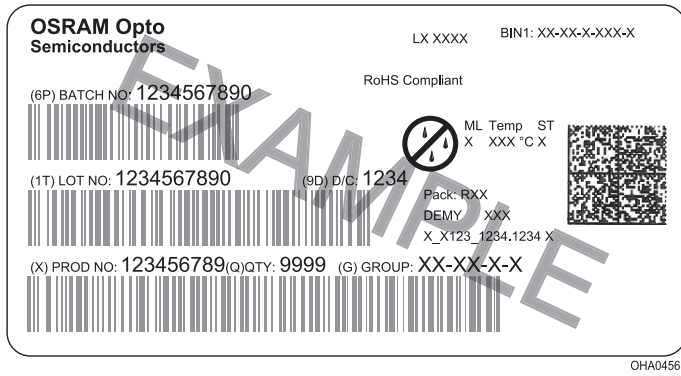 OSRAM Opto
Semiconductors
LX XXXX
BIN1: XX-XX-X-XXX-X
RoHS Compliant
(6P) BATCH NO: 1234567890
ML Temp ST
X XXX °C X
(1T) LOT NO: 1234567890
(9D) D/C: 1234
Pack: RXX
DEMY XXX
X_X123_1234.1234 X
(X) PROD NO: 123456789(Q)QTY: 9999 (G) GROUP: XX-XX-X-X
EXAMPLE
OHA0456